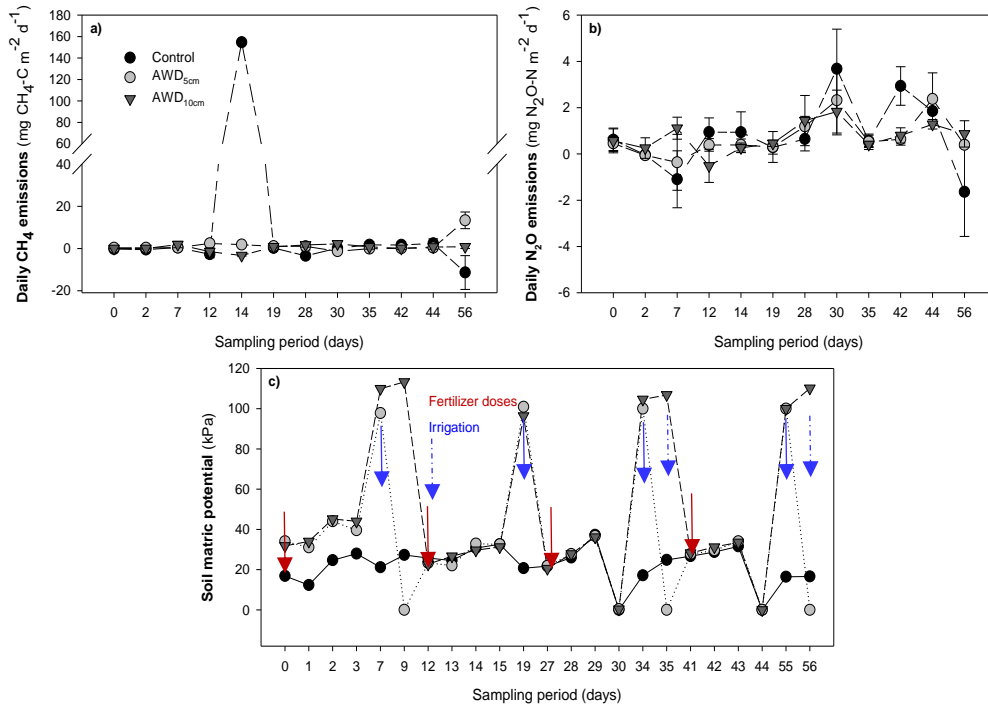 a)
Daily CH₄ emissions (mg CH₄-C m⁻² d⁻¹)
180
160
140
120
100
80
60
40
20
0
-20
Control
AWD5cm
AWD10cm
0 2 7 12 14 19 28 30 35 42 44 56
Sampling period (days)
b)
Daily N₂O emissions (mg N₂O-N m⁻² d⁻¹)
6
4
2
0
-2
-4
-6
0 2 7 12 14 19 28 30 35 42 44 56
Sampling period (days)
c)
Soil matric potential (kPa)
120
100
80
60
40
20
0
Fertilizer doses
Irrigation
0 1 2 3 7 9 12 13 14 15 19 27 28 29 30 34 35 41 42 43 44 55 56
Sampling period (days)